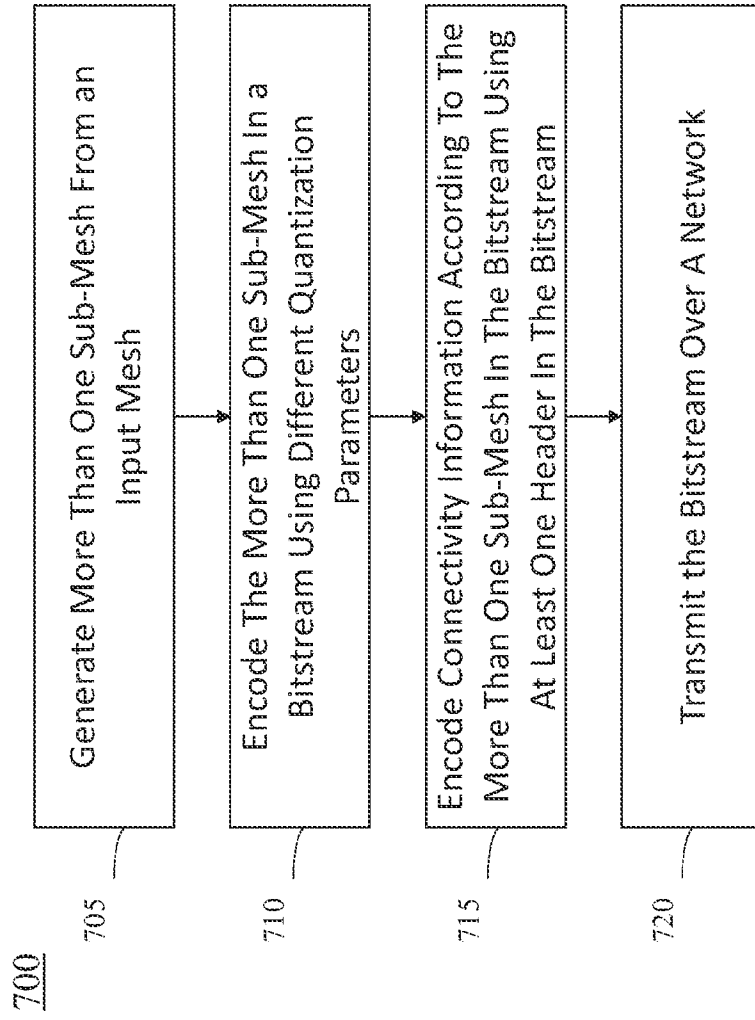 700
705
Generate More Than One Sub-Mesh From an
Input Mesh
710
Encode The More Than One Sub-Mesh In a
Bitstream Using Different Quantization
Parameters
715
Encode Connectivity Information According To The
More Than One Sub-Mesh In The Bitstream Using
At Least One Header In The Bitstream
720
Transmit the Bitstream Over A Network